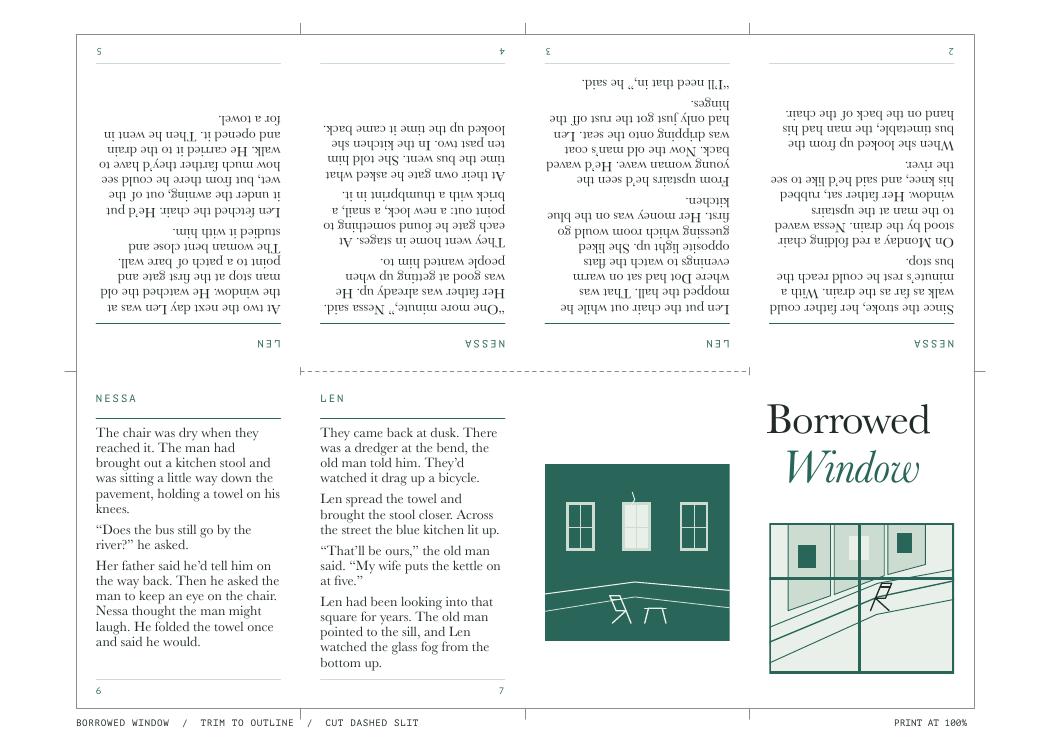 Borrowed
Window
NESSA
Since the stroke, her father could
walk as far as the drain. With a
minute’s rest he could reach the
bus stop.
On Monday a red folding chair
stood by the drain. Nessa waved
to the man at the upstairs
window. Her father sat, rubbed
his knee, and said he’d like to see
the river.
When she looked up from the
bus timetable, the man had his
hand on the back of the chair.
2
LEN
Len put the chair out while he
mopped the hall. That was
where Dot had sat on warm
evenings to watch the flats
opposite light up. She liked
guessing which room would go
first. Her money was on the blue
kitchen.
From upstairs he’d seen the
young woman wave. He’d waved
back. Now the old man’s coat
was dripping onto the seat. Len
had only just got the rust off the
hinges.
“I’ll need that in,” he said.
3
NESSA
“One more minute,” Nessa said.
Her father was already up. He
was good at getting up when
people wanted him to.
They went home in stages. At
each gate he found something to
point out: a new lock, a snail, a
brick with a thumbprint in it.
At their own gate he asked what
time the bus went. She told him
ten past two. In the kitchen she
looked up the time it came back.
4
LEN
At two the next day Len was at
the window. He watched the old
man stop at the first gate and
point to a patch of bare wall.
The woman bent close and
studied it with him.
Len fetched the chair. He’d put
it under the awning, out of the
wet, but from there he could see
how much farther they’d have to
walk. He carried it to the drain
and opened it. Then he went in
for a towel.
5
NESSA
The chair was dry when they
reached it. The man had
brought out a kitchen stool and
was sitting a little way down the
pavement, holding a towel on his
knees.
“Does the bus still go by the
river?” he asked.
Her father said he’d tell him on
the way back. Then he asked the
man to keep an eye on the chair.
Nessa thought the man might
laugh. He folded the towel once
and said he would.
6
LEN
They came back at dusk. There
was a dredger at the bend, the
old man told him. They’d
watched it drag up a bicycle.
Len spread the towel and
brought the stool closer. Across
the street the blue kitchen lit up.
“That’ll be ours,” the old man
said. “My wife puts the kettle on
at five.”
Len had been looking into that
square for years. The old man
pointed to the sill, and Len
watched the glass fog from the
bottom up.
7
BORROWED WINDOW / TRIM TO OUTLINE / CUT DASHED SLIT
PRINT AT 100%